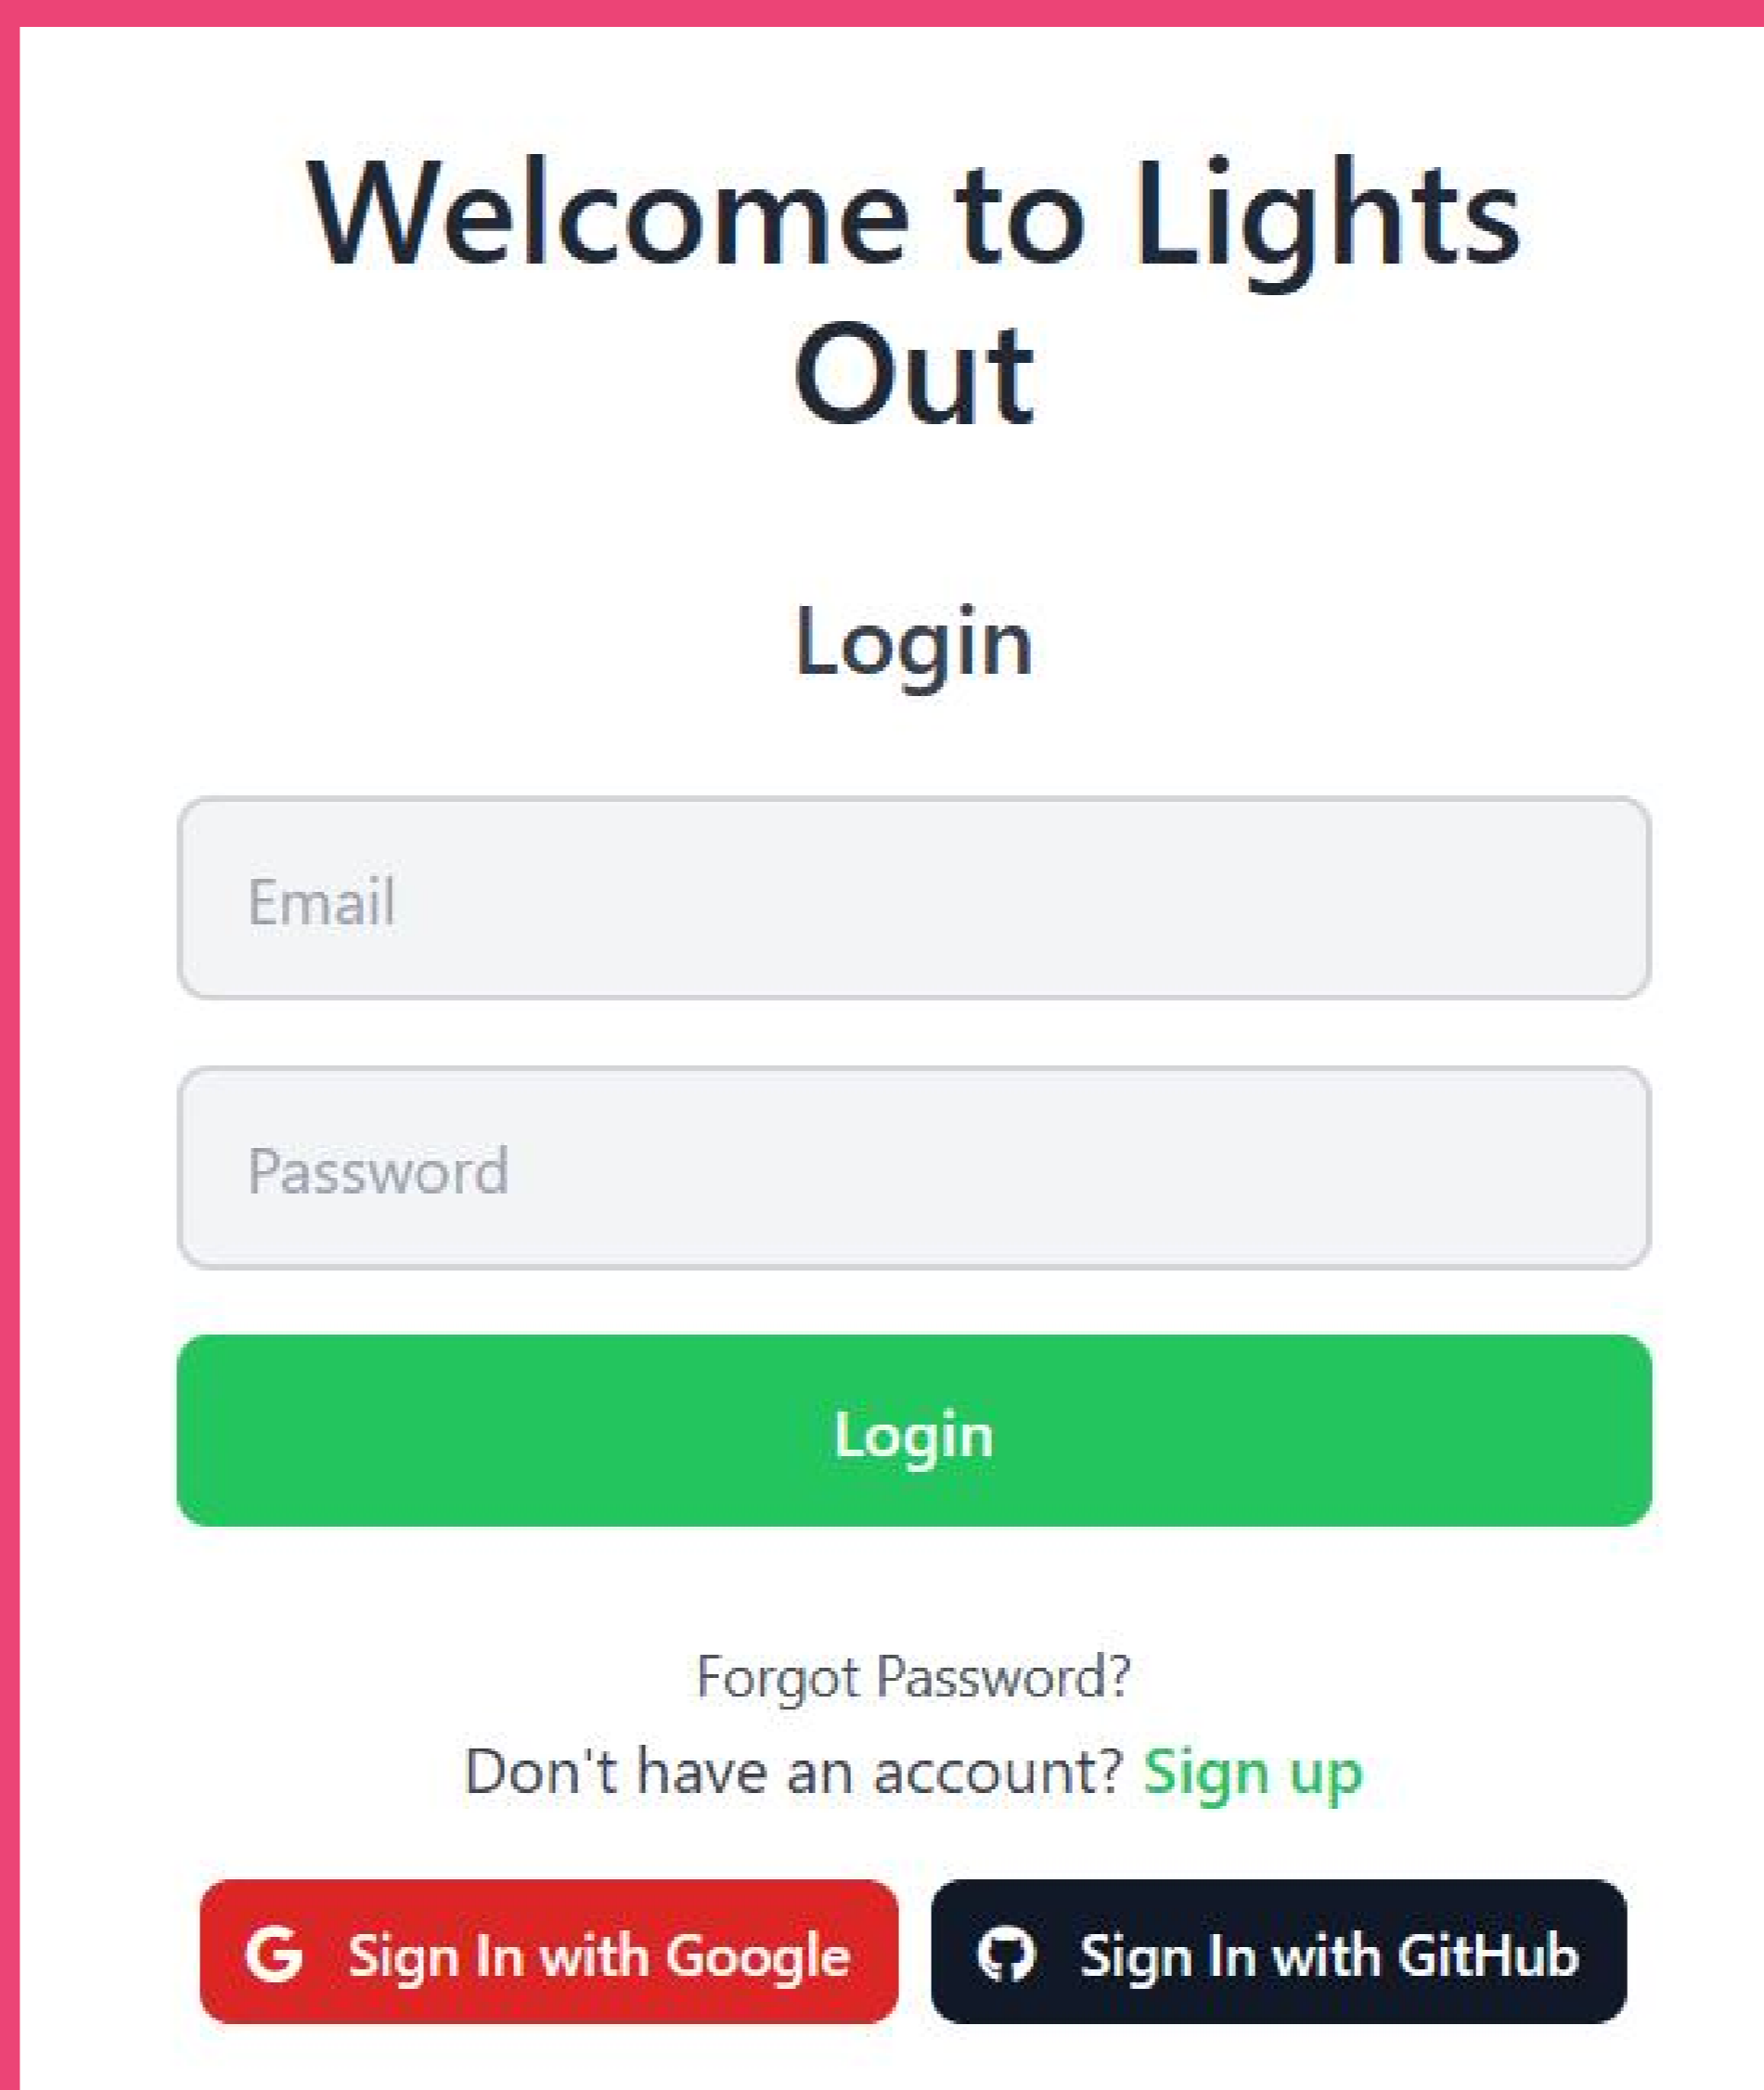 Welcome to Lights
Out
Login
Email
Password
Login
Forgot Password?
Don't have an account? Sign up
Sign In with Google
Sign In with GitHub